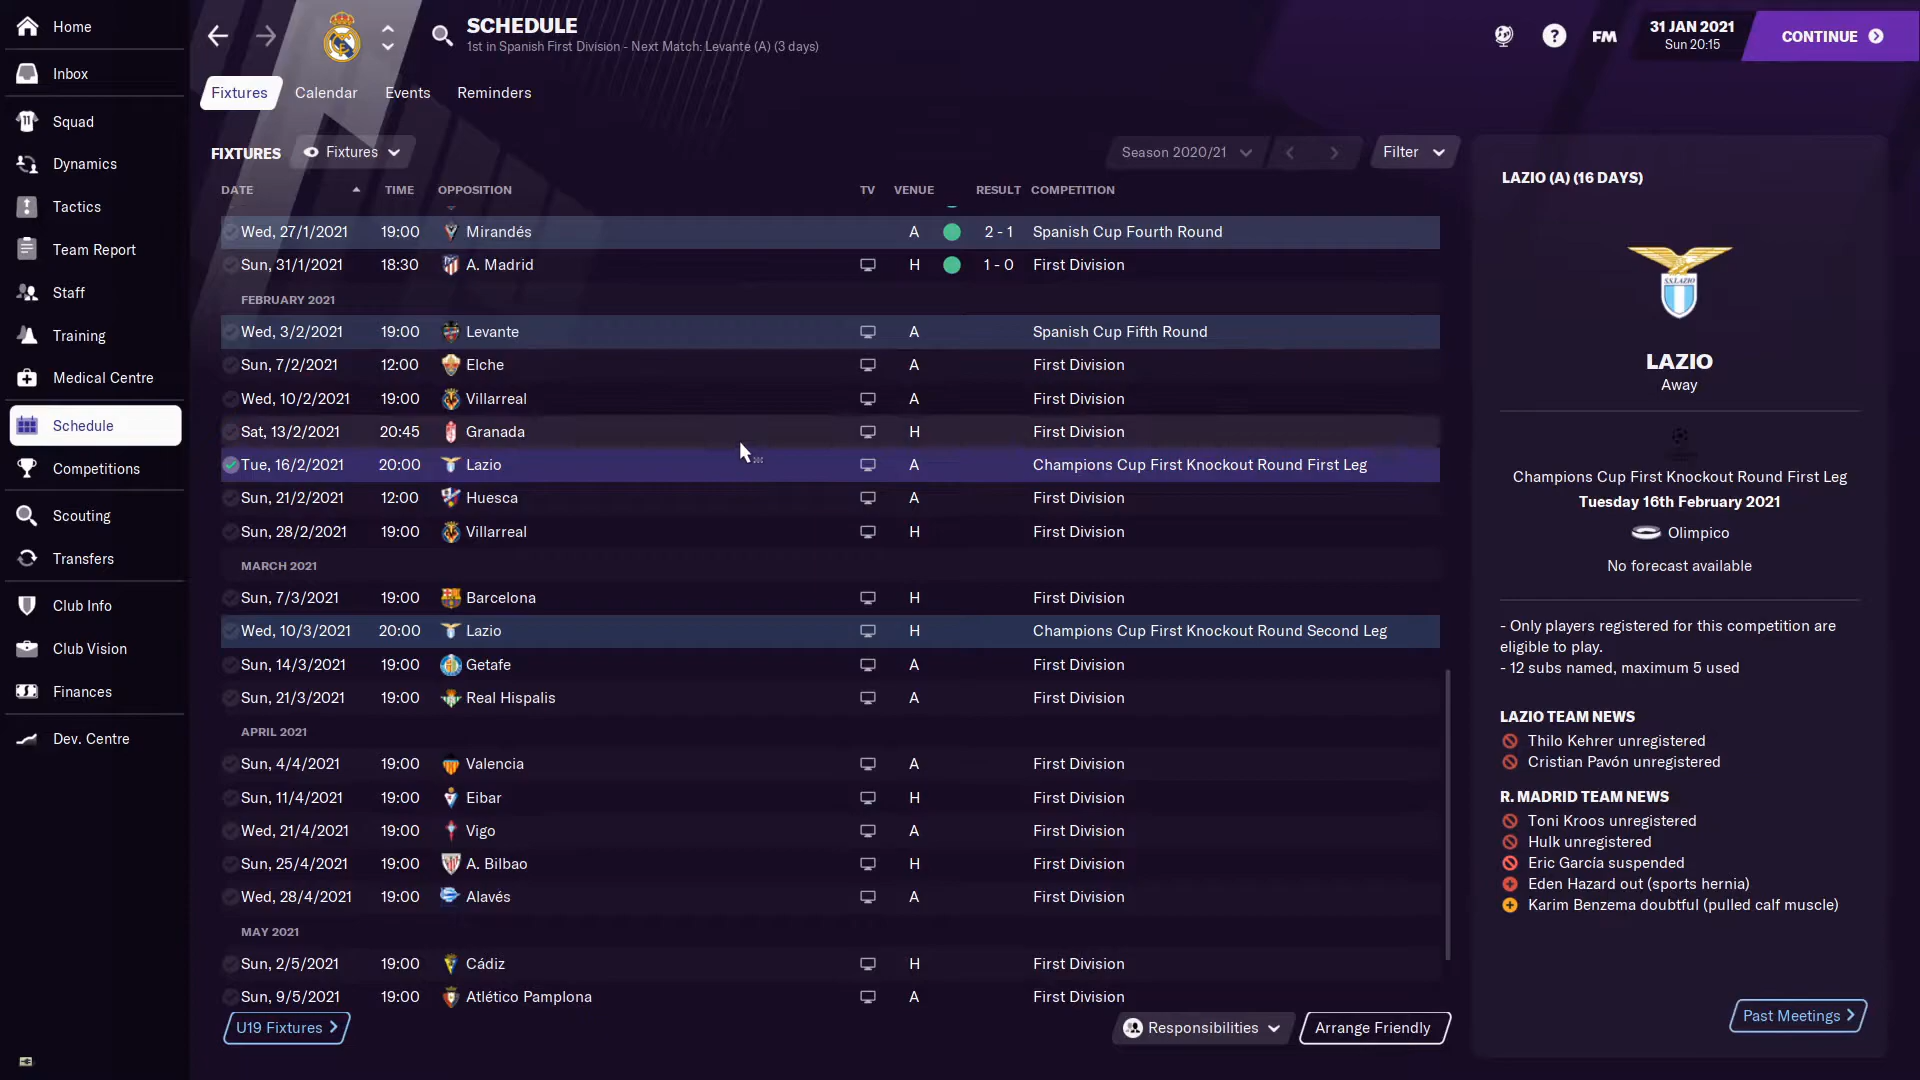 Home
Inbox
Squad
Dynamics
Tactics
Team Report
Staff
Training
Medical Centre
Schedule
Competitions
Scouting
Transfers
Club Info
Club Vision
Finances
Dev. Centre
SCHEDULE
1st in Spanish First Division - Next Match: Levante (A) (3 days)
FM
31 JAN 2021
Sun 20:15
CONTINUE
Fixtures Calendar Events Reminders
FIXTURES Fixtures Season 2020/21 Filter
DATE TIME OPPOSITION TV VENUE RESULT COMPETITION
Wed, 27/1/2021 19:00 Mirandés A 2 - 1 Spanish Cup Fourth Round
Sun, 31/1/2021 18:30 A. Madrid H 1 - 0 First Division
FEBRUARY 2021
Wed, 3/2/2021 19:00 Levante A Spanish Cup Fifth Round
Sun, 7/2/2021 12:00 Elche A First Division
Wed, 10/2/2021 19:00 Villarreal A First Division
Sat, 13/2/2021 20:45 Granada H First Division
Tue, 16/2/2021 20:00 Lazio A Champions Cup First Knockout Round First Leg
Sun, 21/2/2021 12:00 Huesca A First Division
Sun, 28/2/2021 19:00 Villarreal H First Division
MARCH 2021
Sun, 7/3/2021 19:00 Barcelona H First Division
Wed, 10/3/2021 20:00 Lazio H Champions Cup First Knockout Round Second Leg
Sun, 14/3/2021 19:00 Getafe A First Division
Sun, 21/3/2021 19:00 Real Hispalis A First Division
APRIL 2021
Sun, 4/4/2021 19:00 Valencia A First Division
Sun, 11/4/2021 19:00 Eibar H First Division
Wed, 21/4/2021 19:00 Vigo A First Division
Sun, 25/4/2021 19:00 A. Bilbao H First Division
Wed, 28/4/2021 19:00 Alavés A First Division
MAY 2021
Sun, 2/5/2021 19:00 Cádiz H First Division
Sun, 9/5/2021 19:00 Atlético Pamplona A First Division
U19 Fixtures Responsibilities Arrange Friendly
LAZIO (A) (16 DAYS)
S.S.LAZIO
LAZIO
Away
Champions Cup First Knockout Round First Leg
Tuesday 16th February 2021
Olimpico
No forecast available
- Only players registered for this competition are
eligible to play.
- 12 subs named, maximum 5 used
LAZIO TEAM NEWS
Thilo Kehrer unregistered
Cristian Pavón unregistered
R. MADRID TEAM NEWS
Toni Kroos unregistered
Hulk unregistered
Eric García suspended
Eden Hazard out (sports hernia)
Karim Benzema doubtful (pulled calf muscle)
Past Meetings